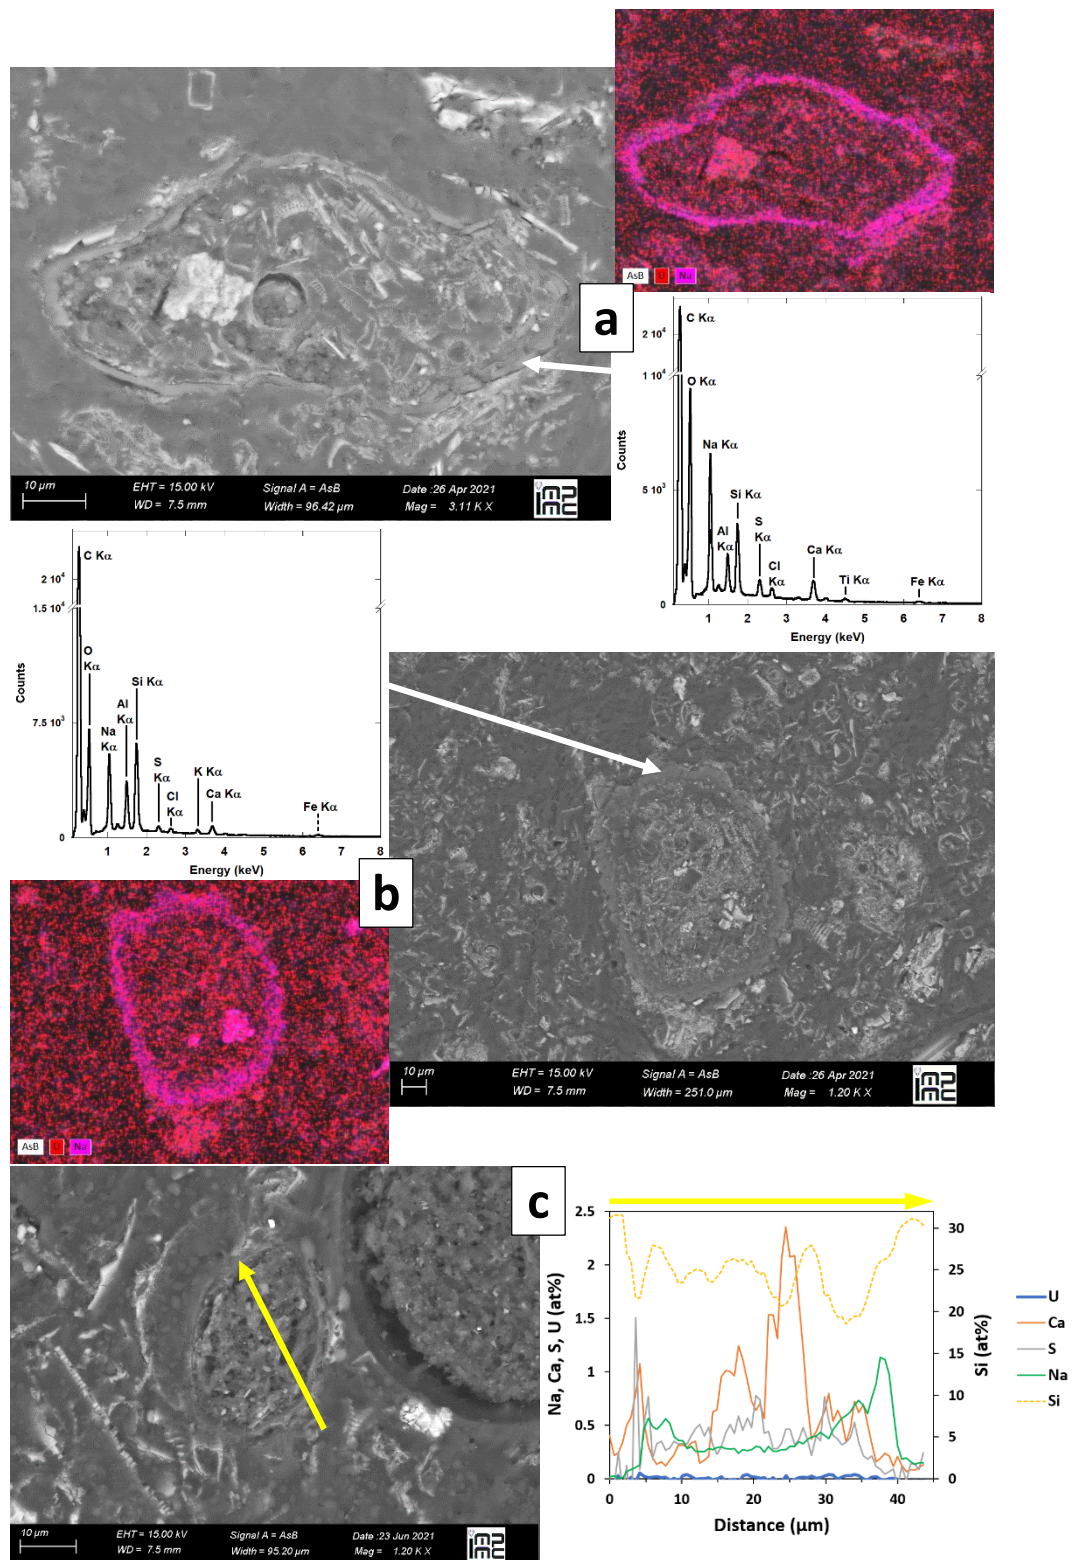 AsB U Na
a
10 µm EHT = 15.00 kV Signal A = AsB Date :26 Apr 2021
WD = 7.5 mm Width = 96.42 µm Mag = 3.11 K X
C Kα
2 10⁴
1 10⁴
O Kα
Na Kα
Counts
5 10³
Si Kα
S
Kα
Al
Kα
Cl
Kα
Ca Kα
Ti Kα
Fe Kα
0
1 2 3 4 5 6 7 8
Energy (keV)
C Kα
2 10⁴
1.5 10⁴
O
Kα
Counts
7.5 10³
Na
Kα
Al
Kα
Si Kα
S
Kα
Cl
Kα
K Kα
Ca Kα
Fe Kα
0
1 2 3 4 5 6 7 8
Energy (keV)
b
10 µm EHT = 15.00 kV Signal A = AsB Date :26 Apr 2021
WD = 7.5 mm Width = 251.0 µm Mag = 1.20 K X
AsB U Na
c
10 µm EHT = 15.00 kV Signal A = AsB Date :23 Jun 2021
WD = 7.5 mm Width = 95.20 µm Mag = 1.20 K X
Na, Ca, S, U (at%)
2.5
2
1.5
1
0.5
0
0 10 20 30 40
Distance (µm)
30
25
20
15
10
5
0
Si (at%)
U
Ca
S
Na
Si